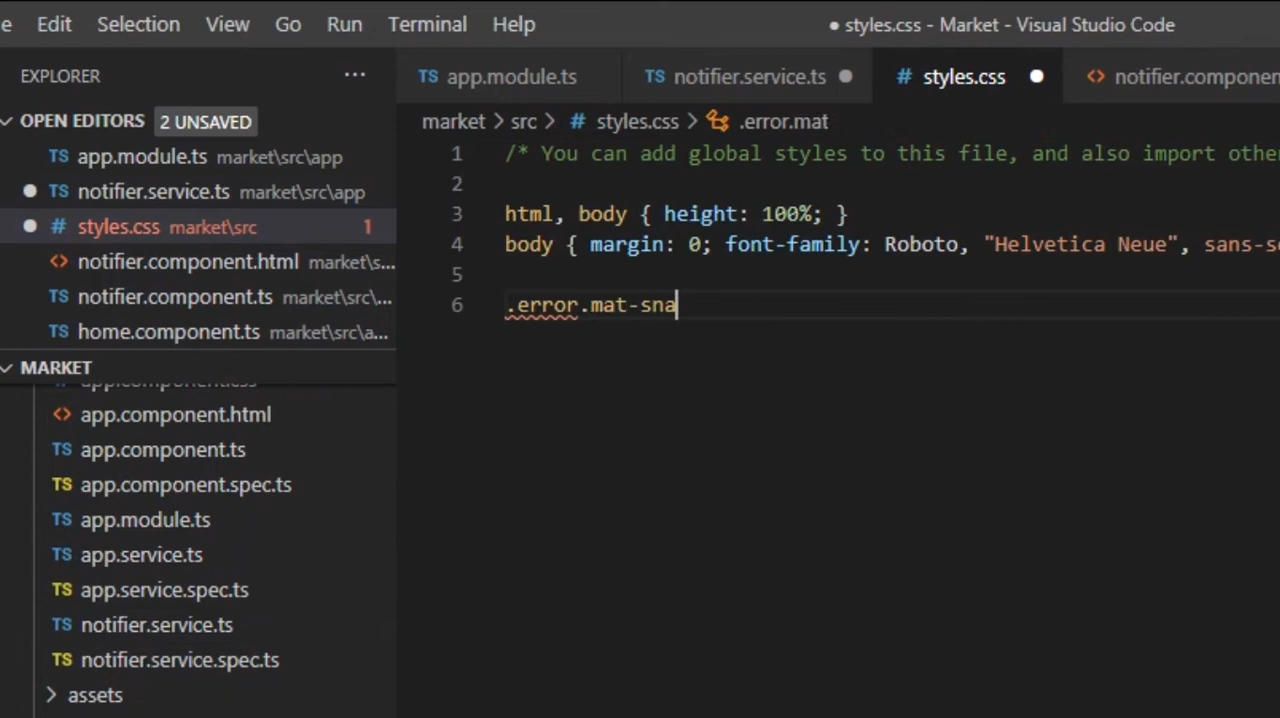 e Edit Selection View Go Run Terminal Help ● styles.css - Market - Visual Studio Code
EXPLORER ···
TS app.module.ts TS notifier.service.ts # styles.css <> notifier.componen
OPEN EDITORS 2 UNSAVED
market > src > # styles.css > .error.mat
TS app.module.ts market\src\app
TS notifier.service.ts market\src\app
# styles.css market\src 1
<> notifier.component.html market\s...
TS notifier.component.ts market\src\...
TS home.component.ts market\src\a...
MARKET
app.component.css
<> app.component.html
TS app.component.ts
TS app.component.spec.ts
TS app.module.ts
TS app.service.ts
TS app.service.spec.ts
TS notifier.service.ts
TS notifier.service.spec.ts
> assets
1 /* You can add global styles to this file, and also import othe
2
3 html, body { height: 100%; }
4 body { margin: 0; font-family: Roboto, "Helvetica Neue", sans-s
5
6 .error.mat-sna